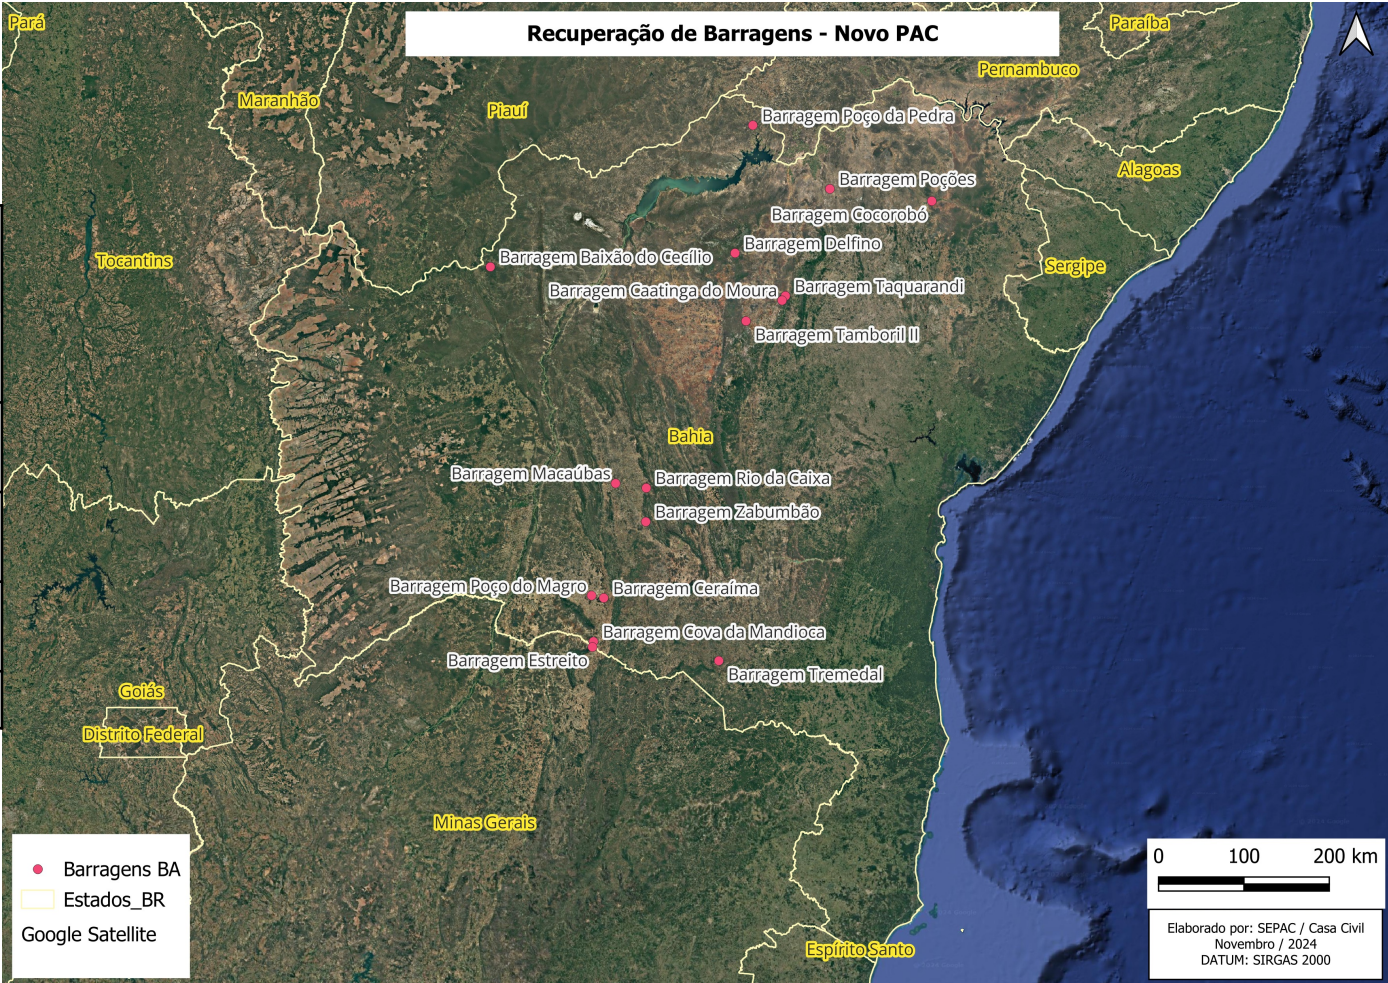 Recuperação de Barragens - Novo PAC
Pará
Paraíba
Pernambuco
Maranhão
Piauí
Barragem Poço da Pedra
Alagoas
Barragem Poções
Barragem Cocorobó
Barragem Delfino
Barragem Baixão do Cecílio
Tocantins
Sergipe
Barragem Taquarandi
Barragem Caatinga do Moura
Barragem Tamboril II
Bahia
Barragem Macaúbas
Barragem Rio da Caixa
Barragem Zabumbão
Barragem Poço do Magro
Barragem Ceraíma
Barragem Cova da Mandioca
Barragem Estreito
Barragem Tremedal
Goiás
Distrito Federal
Minas Gerais
Espírito Santo
Barragens BA
Estados_BR
Google Satellite
0 100 200 km
Elaborado por: SEPAC / Casa Civil
Novembro / 2024
DATUM: SIRGAS 2000